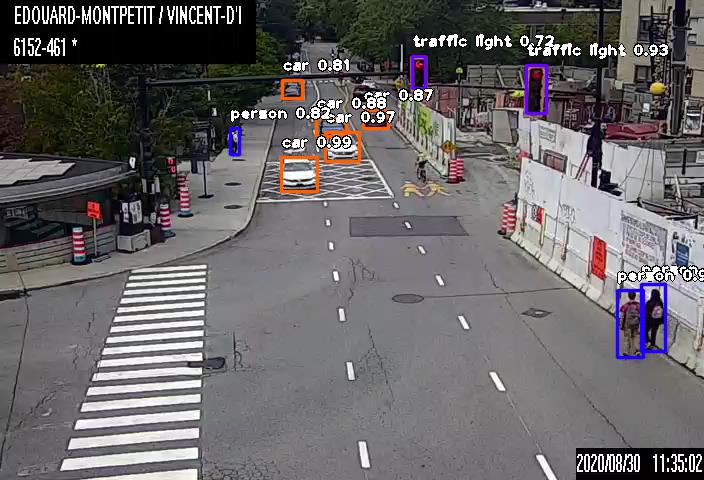 EDOUARD-MONTPETIT / VINCENT-D'I
6152-461 *
traffic light 0.72
traffic light 0.93
car 0.81
car 0.87
car 0.88
person 0.82
car 0.97
car 0.99
2020/08/30 11:35:02